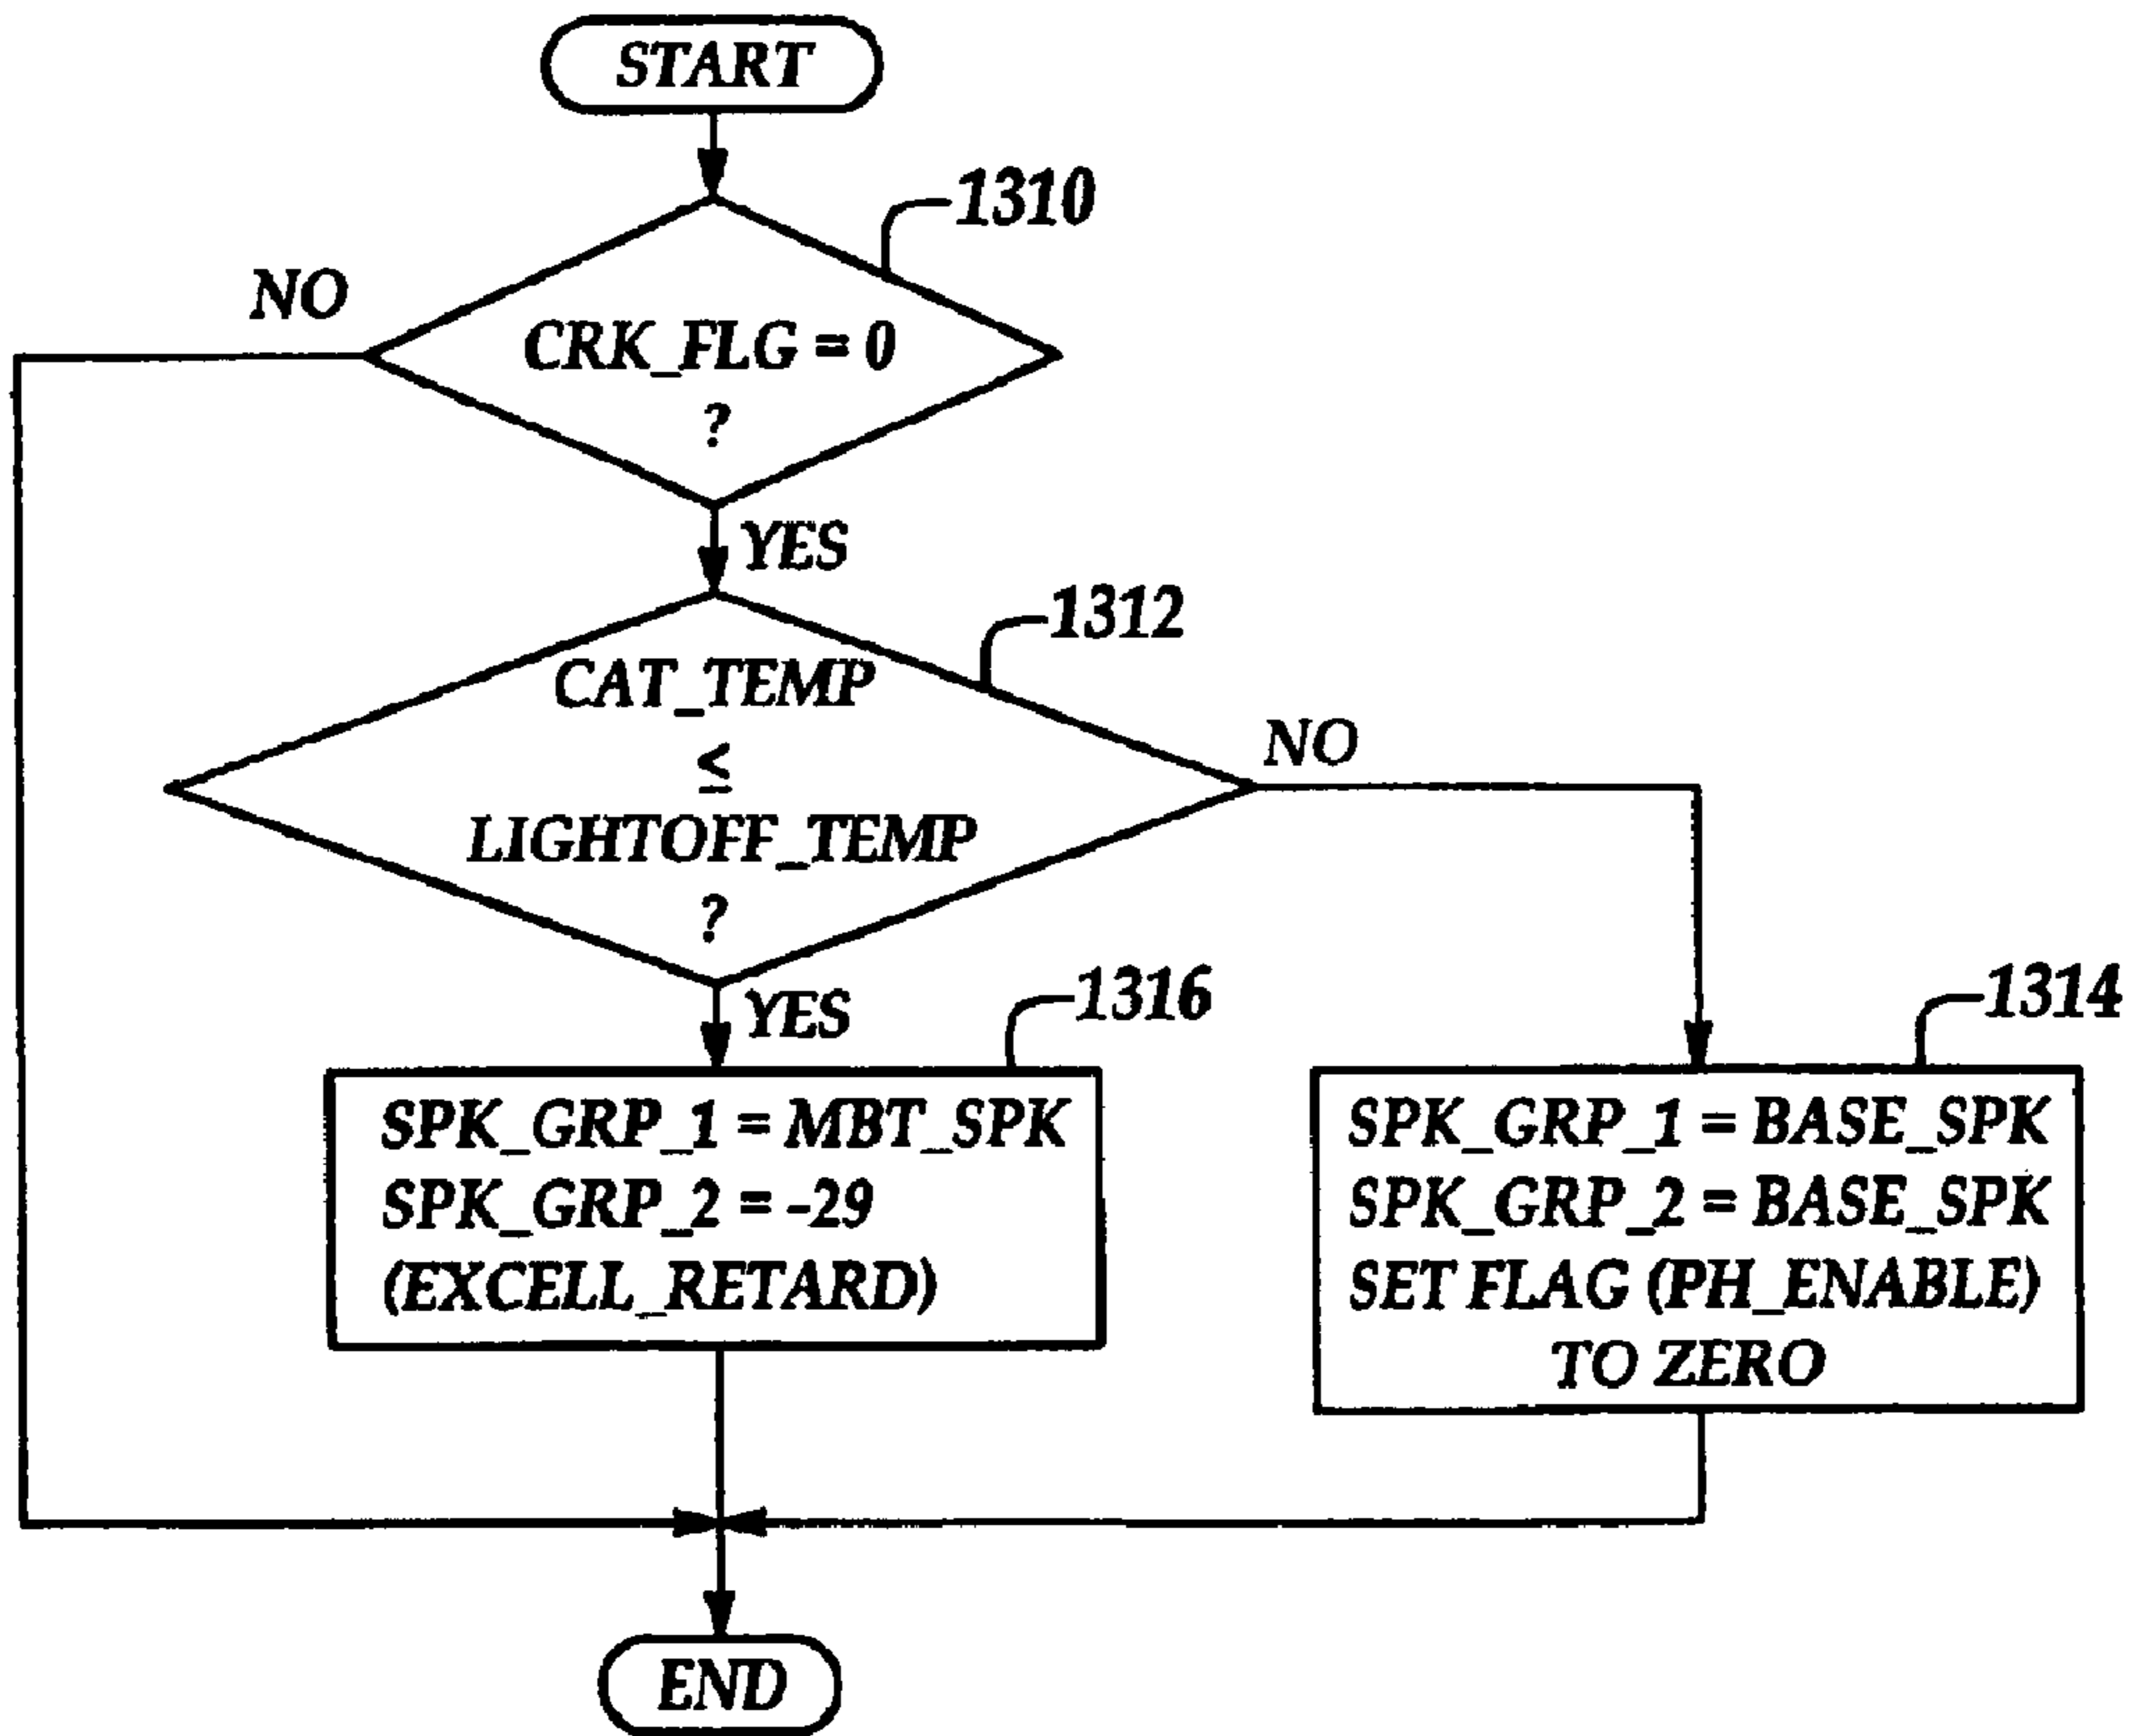 START
1310
NO
CRK_FLG = 0
?
YES
1312
CAT_TEMP
≤
LIGHTOFF_TEMP
?
NO
YES
1316
1314
SPK_GRP_1 = MBT_SPK
SPK_GRP_2 = -29
(EXCELL_RETARD)
SPK_GRP_1 = BASE_SPK
SPK_GRP_2 = BASE_SPK
SET FLAG (PH_ENABLE)
TO ZERO
END